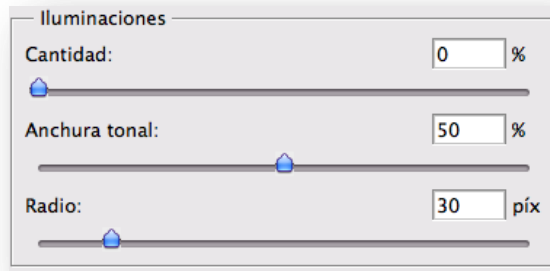 Iluminaciones
Cantidad: 0 %
Anchura tonal: 50 %
Radio: 30 píx